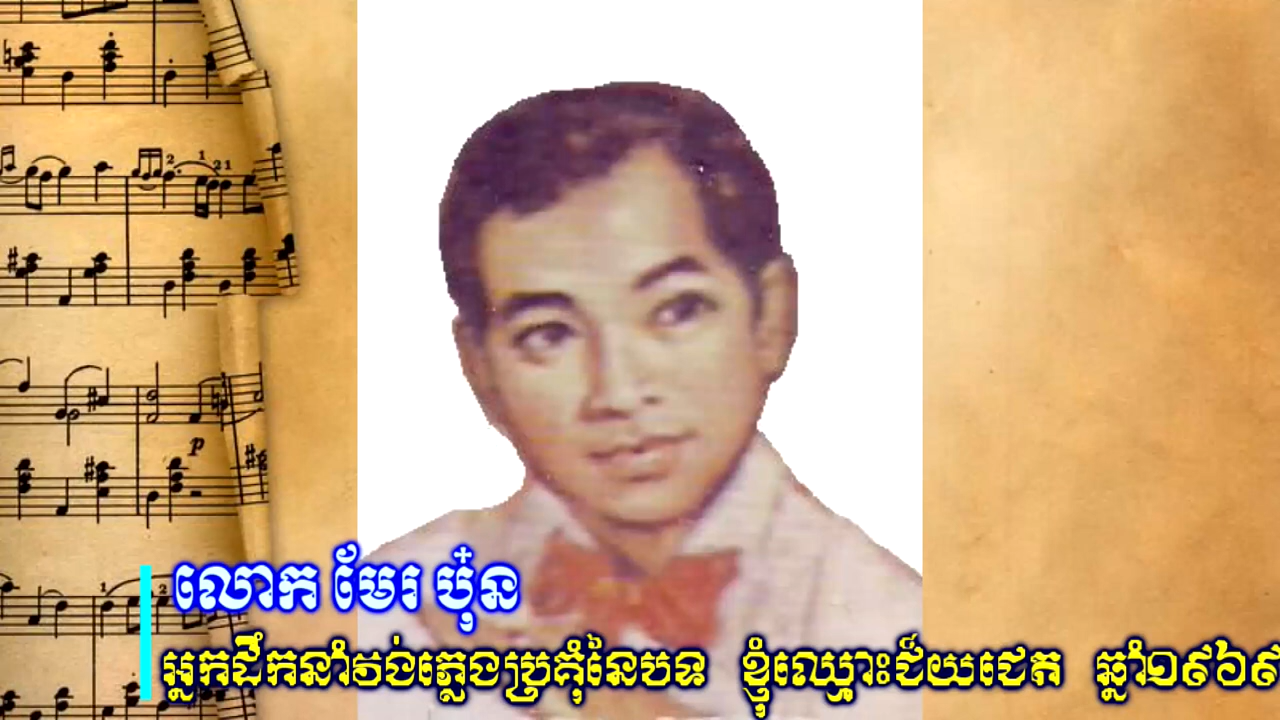 លោក មែរ ប៊ុន
អ្នកដឹកនាំវង់ភ្លេងប្រគុំនៃបទ ខ្ញុំឈ្មោះជ័យជេត ឆ្នាំ១៩៦៩